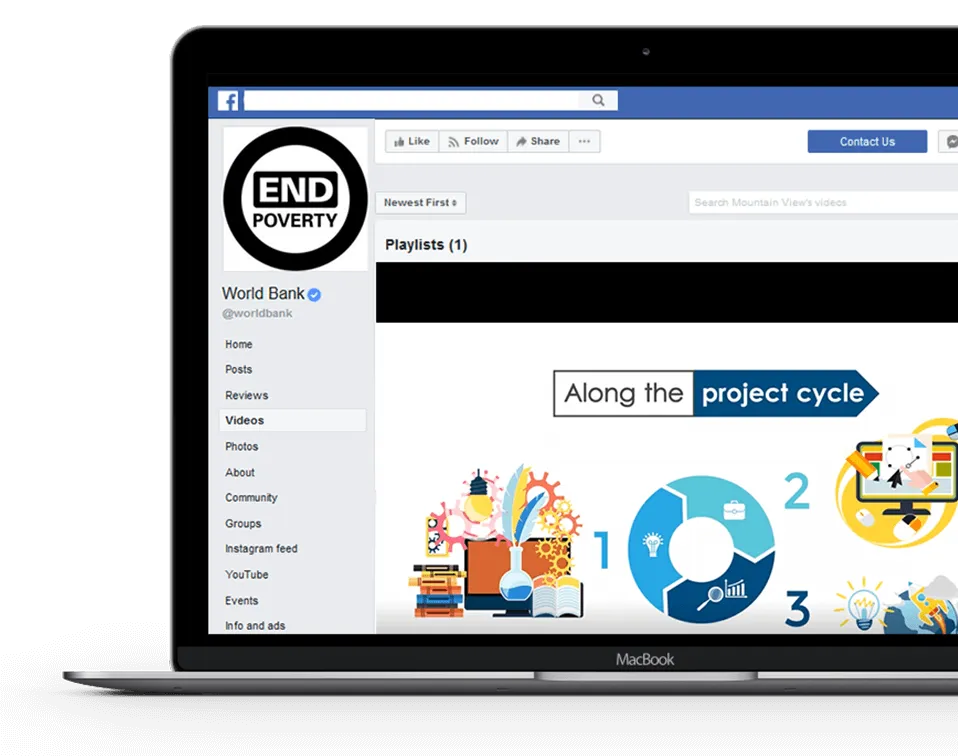 f
Like Follow Share ...
Contact Us
END
POVERTY
Newest First
Search Mountain View's videos
Playlists (1)
World Bank
@worldbank
Home
Posts
Reviews
Videos
Photos
About
Community
Groups
Instagram feed
YouTube
Events
Info and ads
Along the project cycle
1
2
3
MacBook